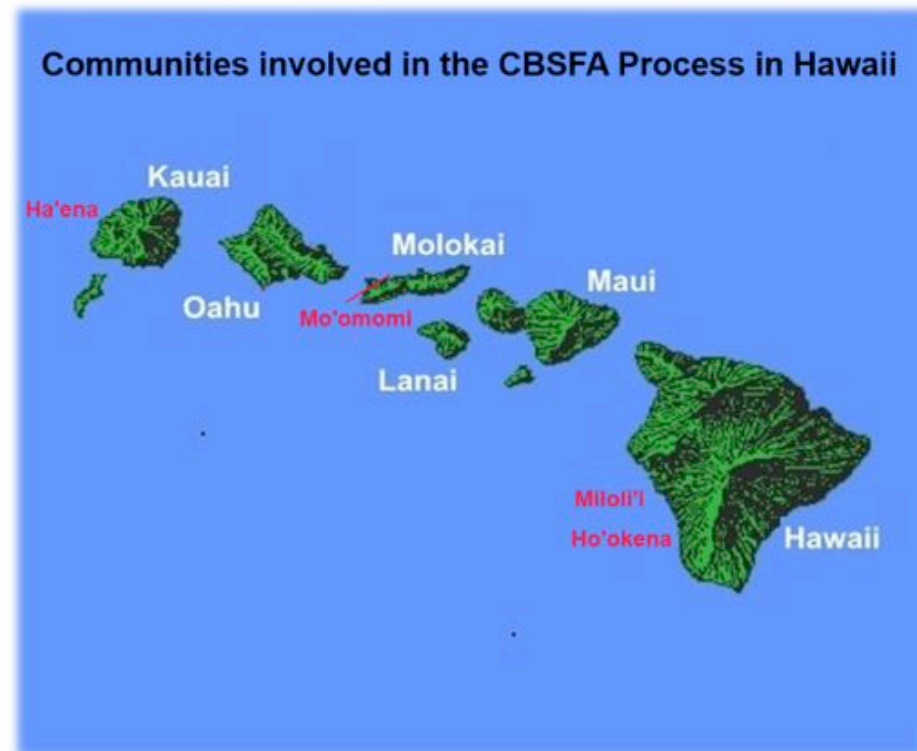 Communities involved in the CBSFA Process in Hawaii
Kauai
Ha'ena
Molokai
Maui
Oahu
Mo'omomi
Lanai
Miloli'i
Ho'okena
Hawaii